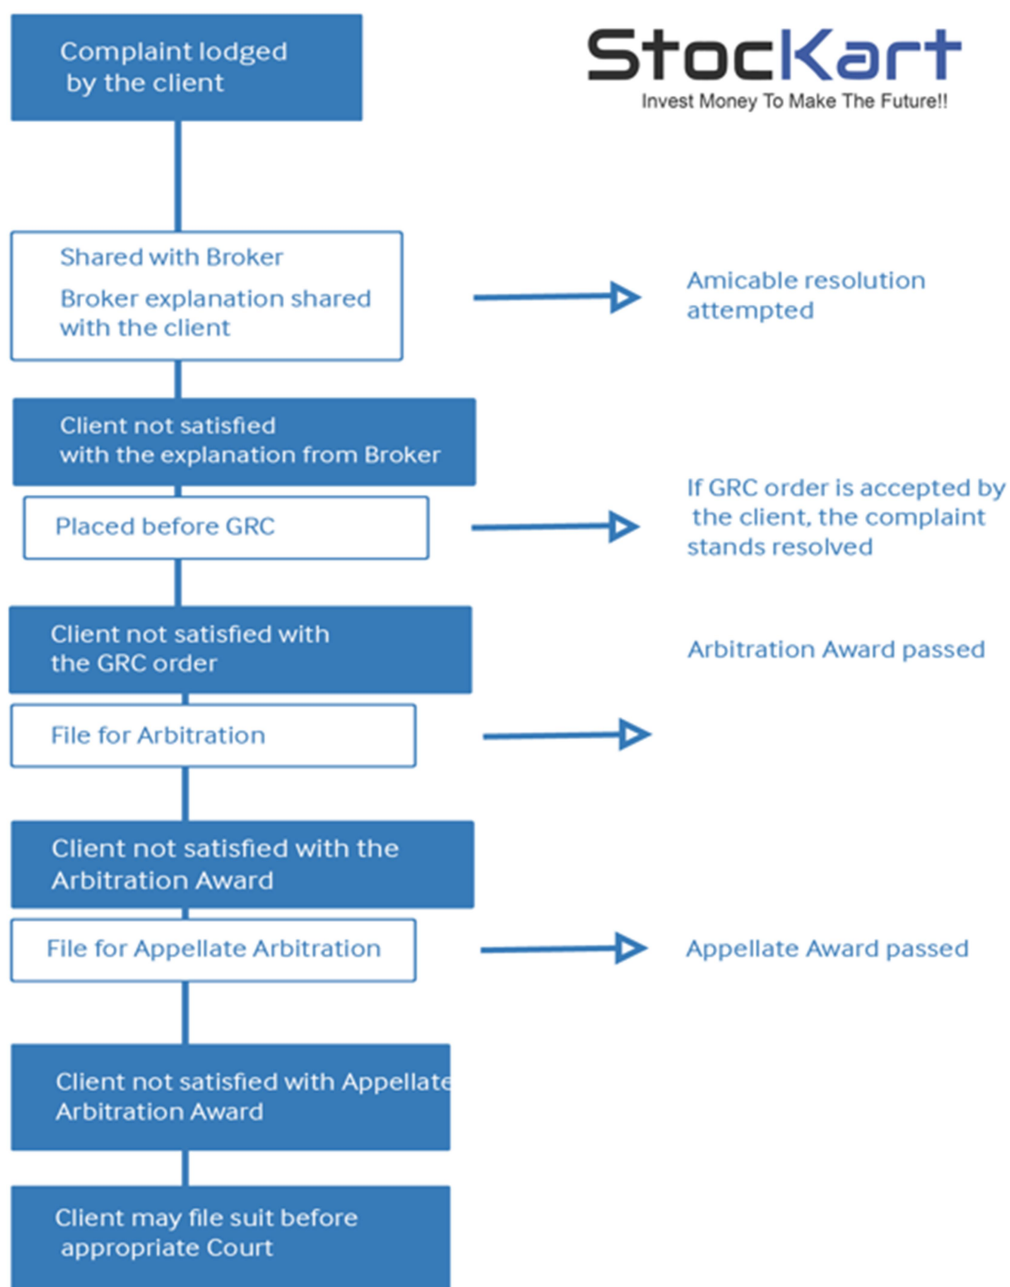 Complaint lodged
by the client
StocKart
Invest Money To Make The Future!!
Shared with Broker
Broker explanation shared
with the client
Amicable resolution
attempted
Client not satisfied
with the explanation from Broker
Placed before GRC
If GRC order is accepted by
the client, the complaint
stands resolved
Client not satisfied with
the GRC order
Arbitration Award passed
File for Arbitration
Client not satisfied with the
Arbitration Award
File for Appellate Arbitration
Appellate Award passed
Client not satisfied with Appellate
Arbitration Award
Client may file suit before
appropriate Court